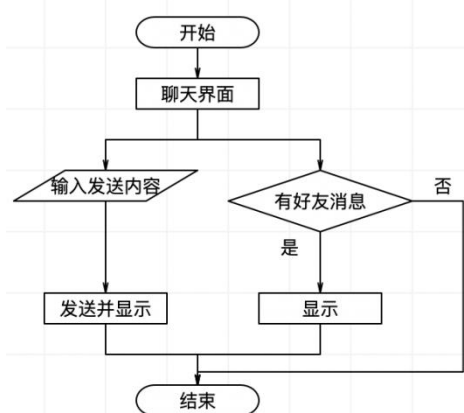 开始
聊天界面
输入发送内容
有好友消息
否
是
发送并显示
显示
结束